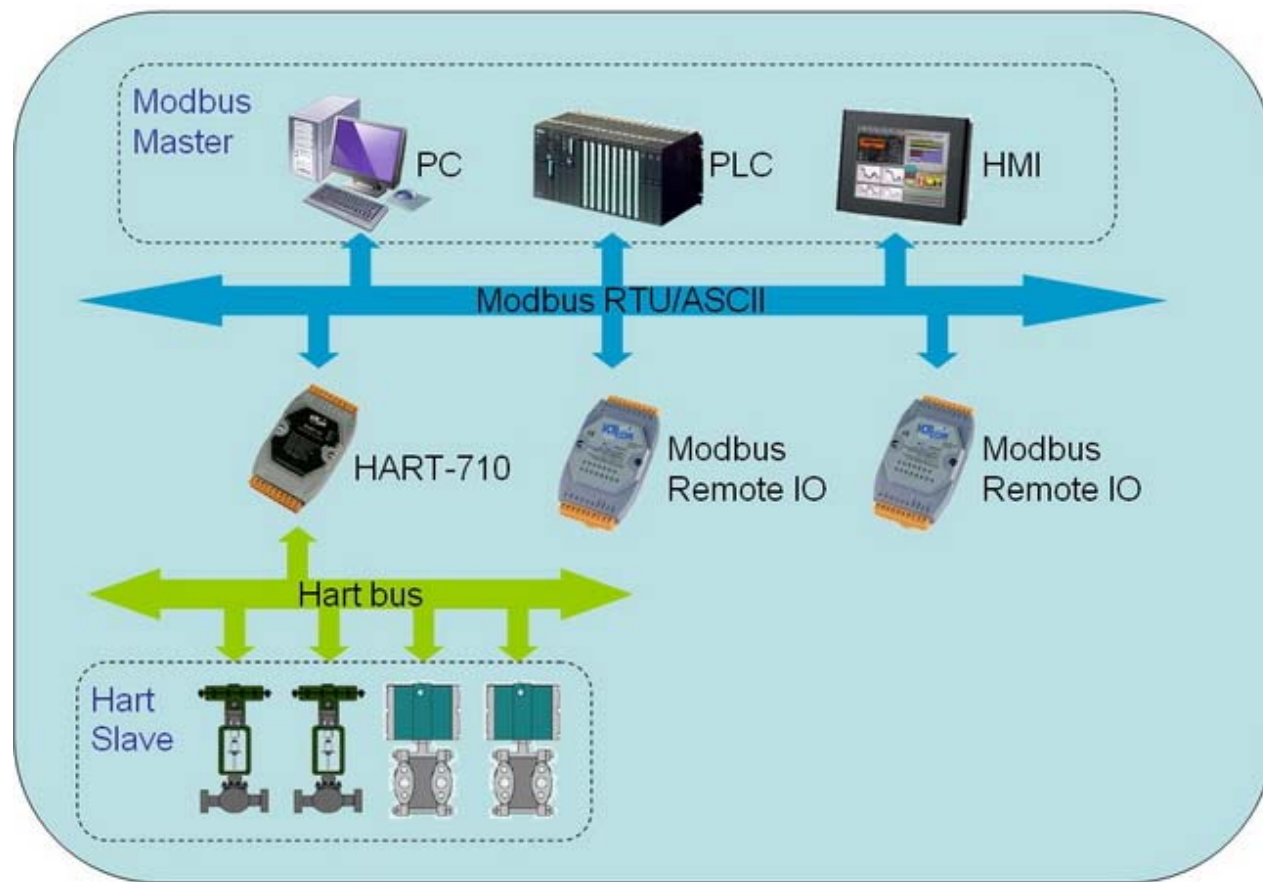 Modbus
Master
PC
PLC
HMI
Modbus RTU/ASCII
HART-710
Modbus
Remote IO
Modbus
Remote IO
Hart bus
Hart
Slave